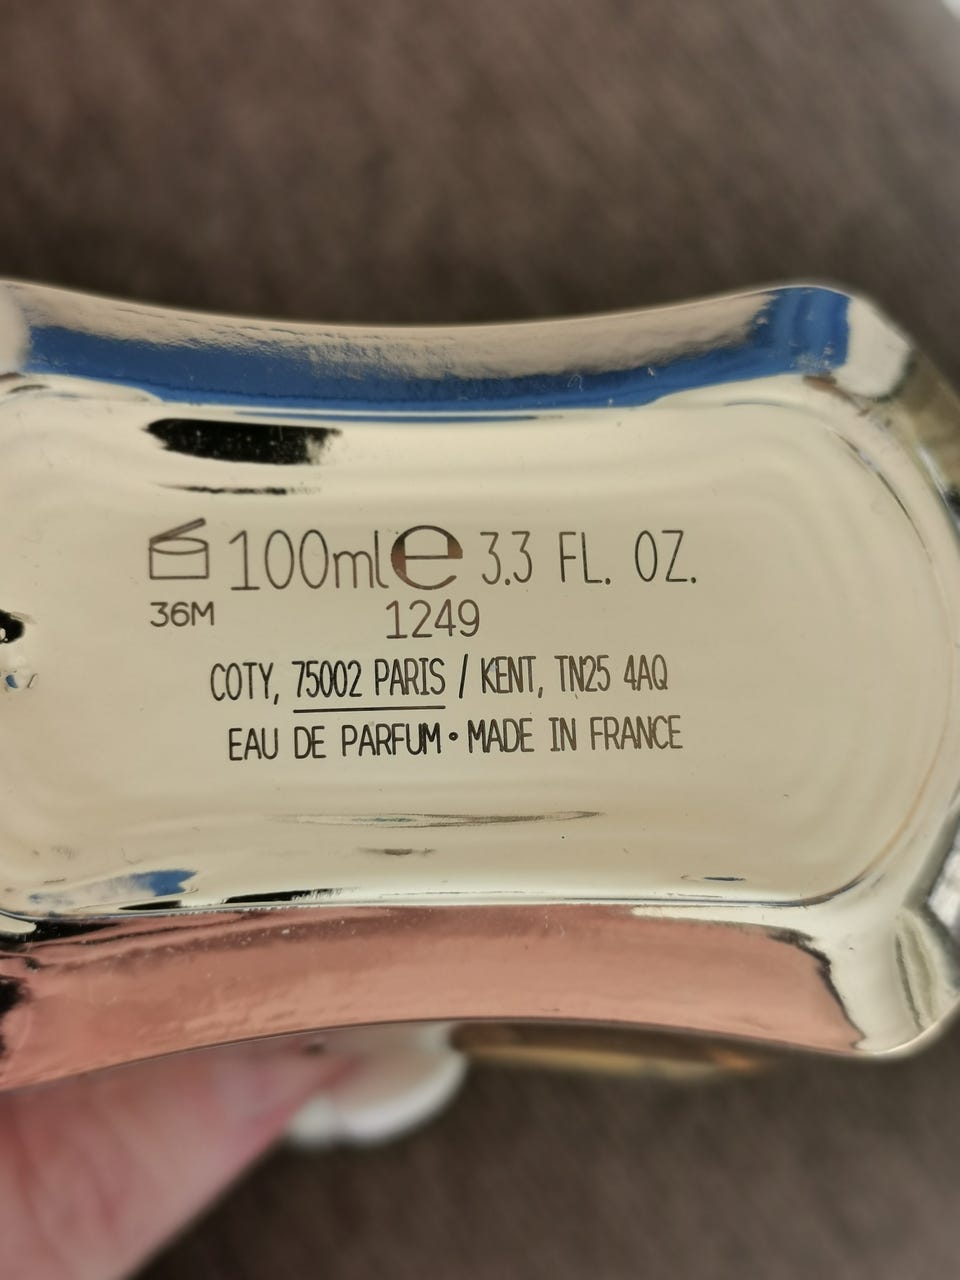 100ml e 3.3 FL. OZ.
36M 1249
COTY, 75002 PARIS / KENT, TN25 4AQ
EAU DE PARFUM • MADE IN FRANCE